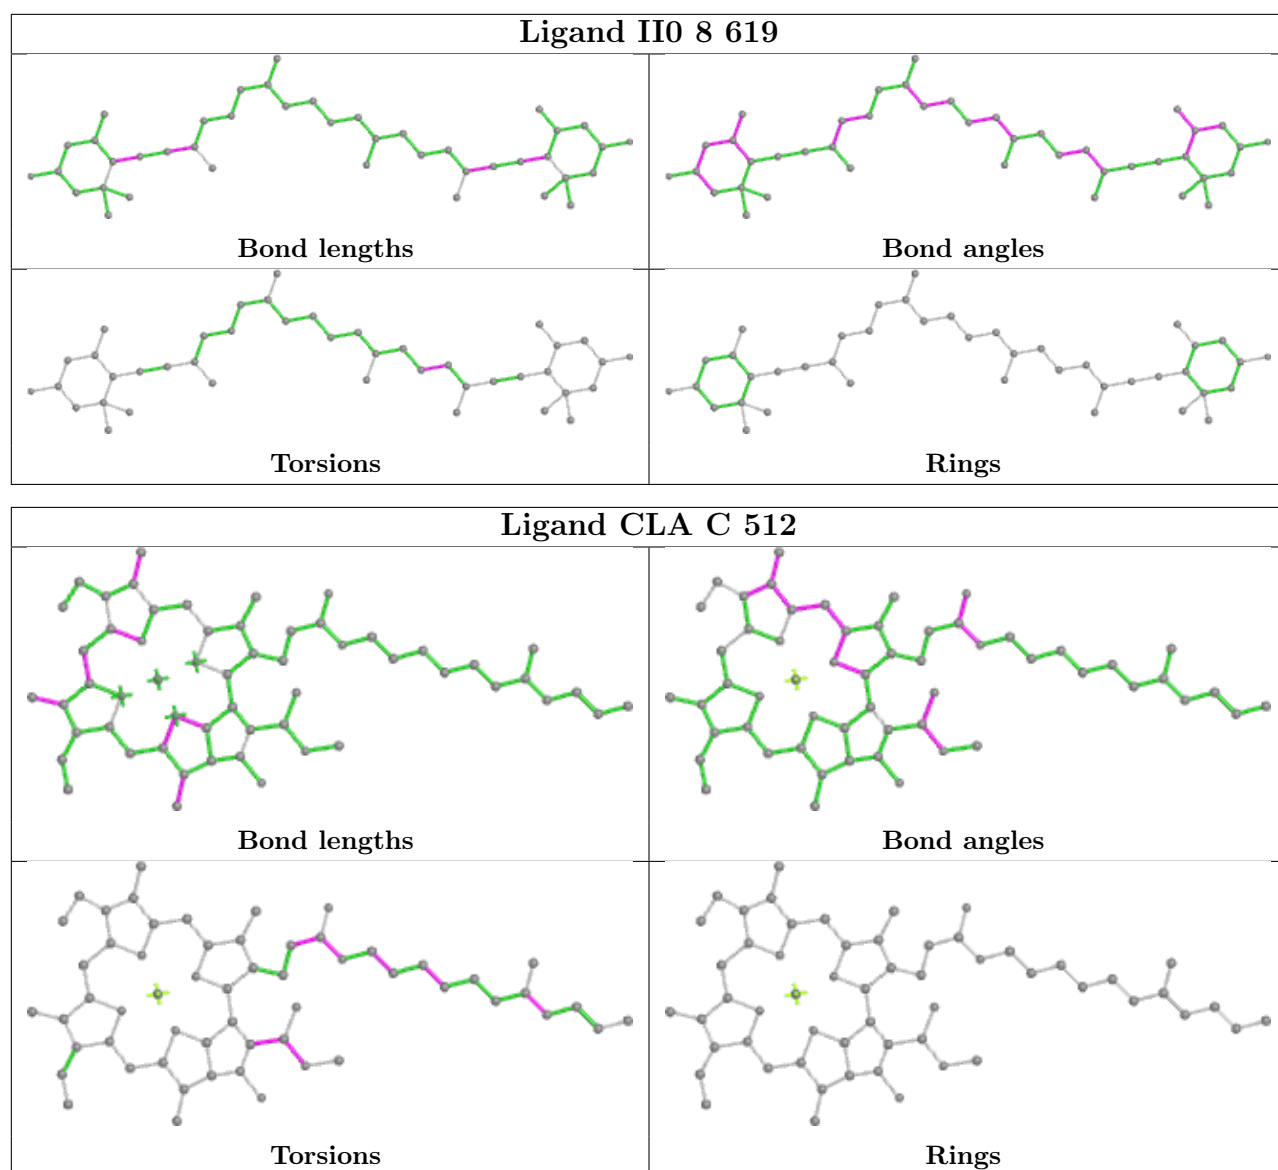 Ligand II0 8 619
Bond lengths
Bond angles
Torsions
Rings
Ligand CLA C 512
Bond lengths
Bond angles
Torsions
Rings